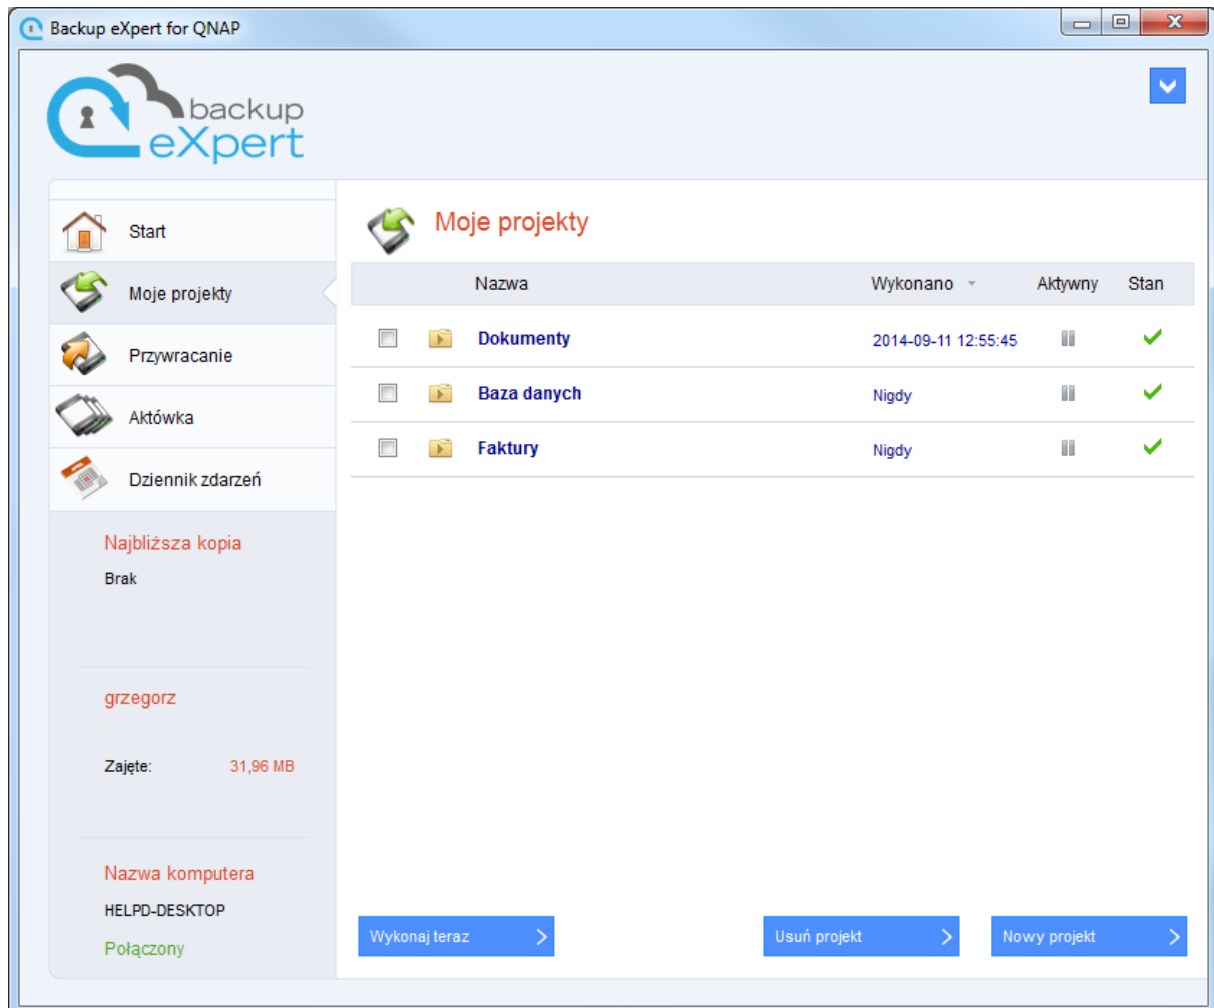 Backup eXpert for QNAP
backup
eXpert
Start
Moje projekty
Przywracanie
Aktówka
Dziennik zdarzeń
Najbliższa kopia
Brak
grzegorz
Zajęte: 31,96 MB
Nazwa komputera
HELPD-DESKTOP
Połączony
Moje projekty
Nazwa Wykonano Aktywny Stan
Dokumenty 2014-09-11 12:55:45
Baza danych Nigdy
Faktury Nigdy
Wykonaj teraz Usuń projekt Nowy projekt